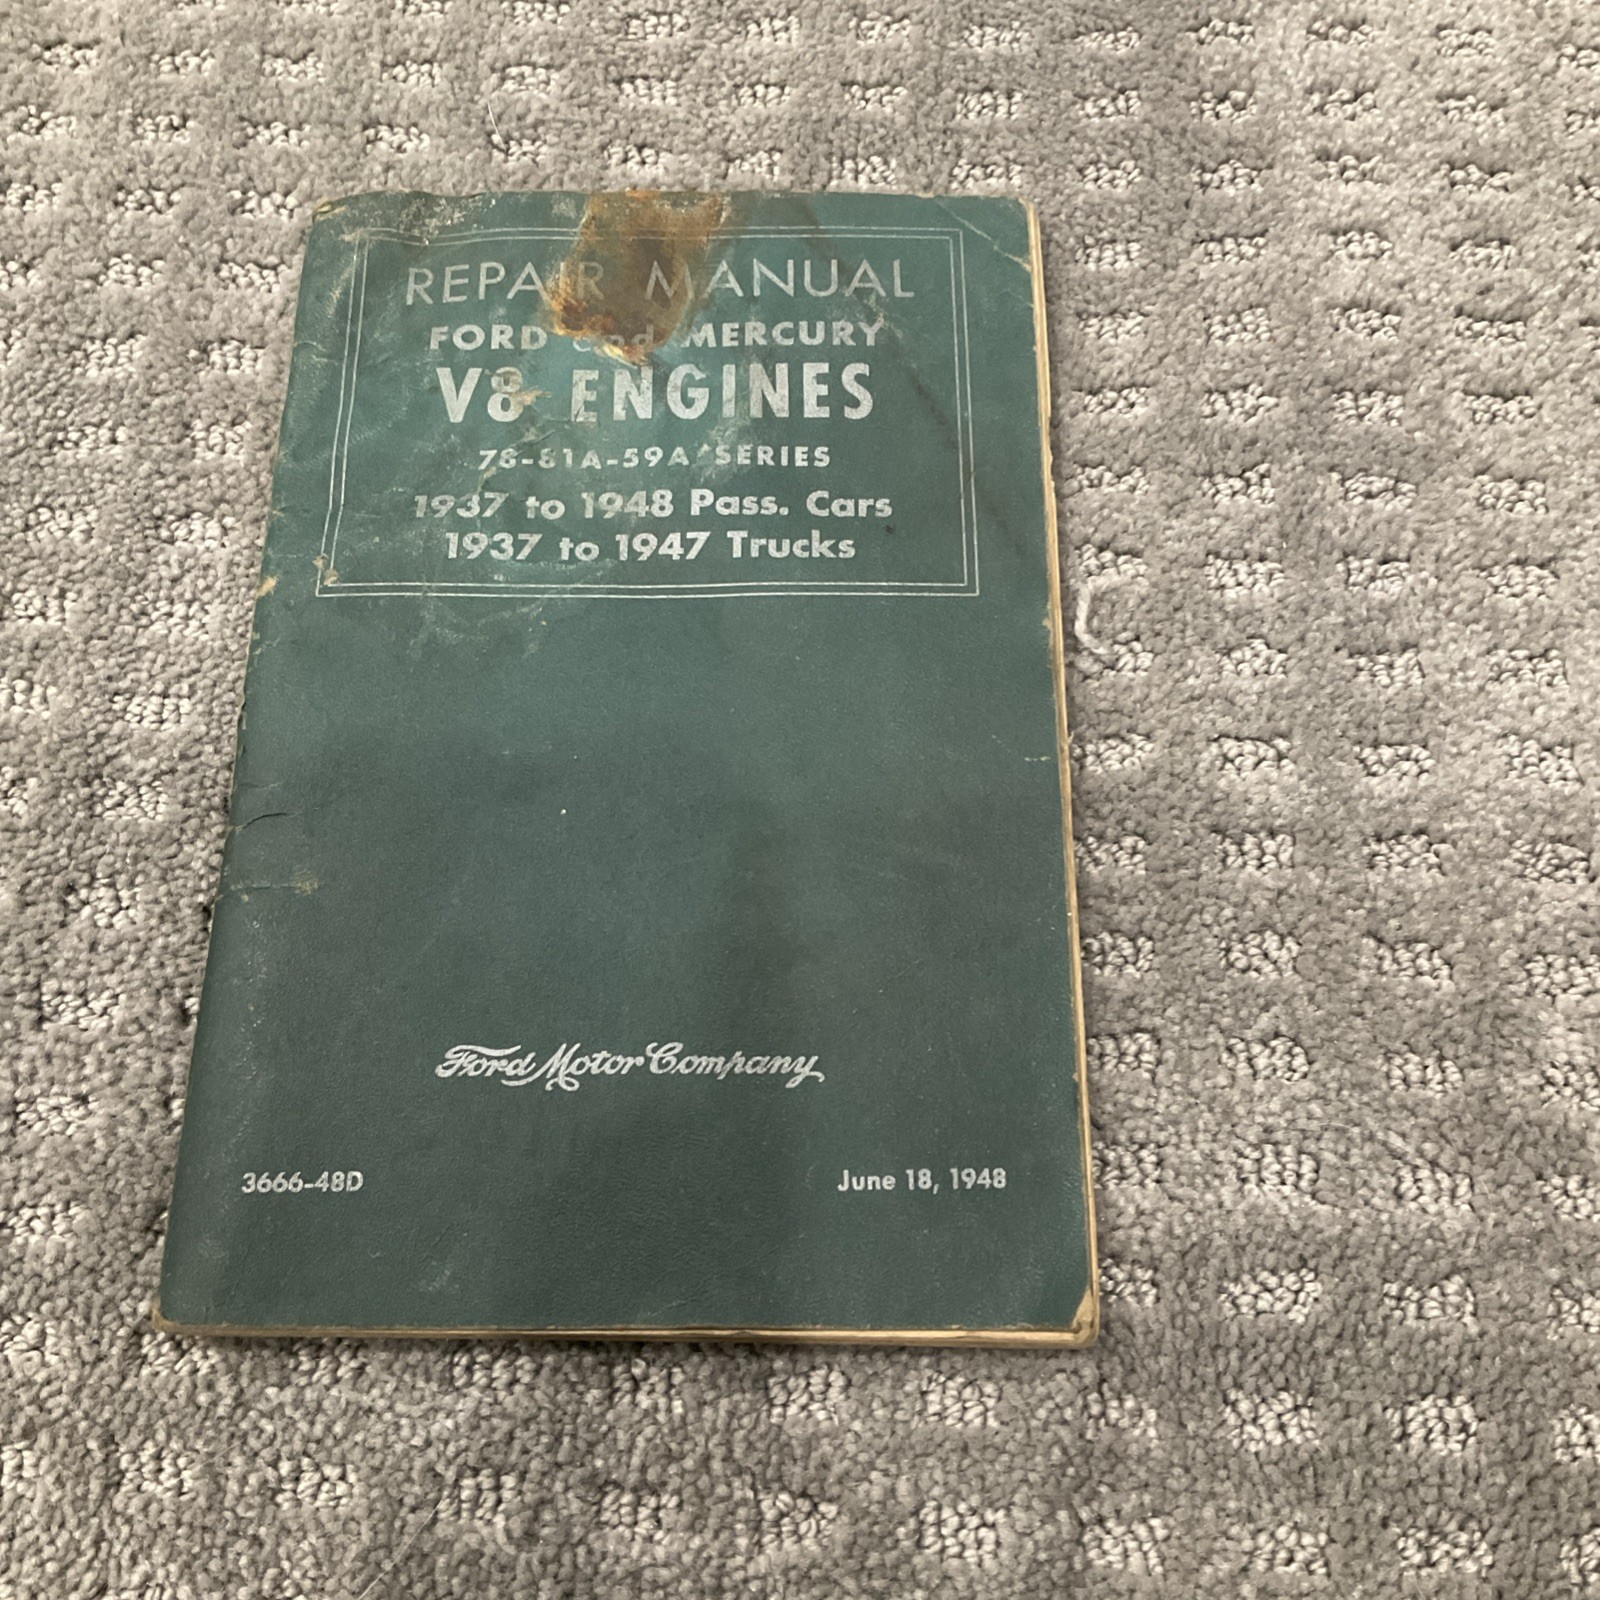 REPAIR MANUAL
FORD and MERCURY
V8 ENGINES
78-81A-59A SERIES
1937 to 1948 Pass. Cars
1937 to 1947 Trucks
Ford Motor Company
3666-48D
June 18, 1948